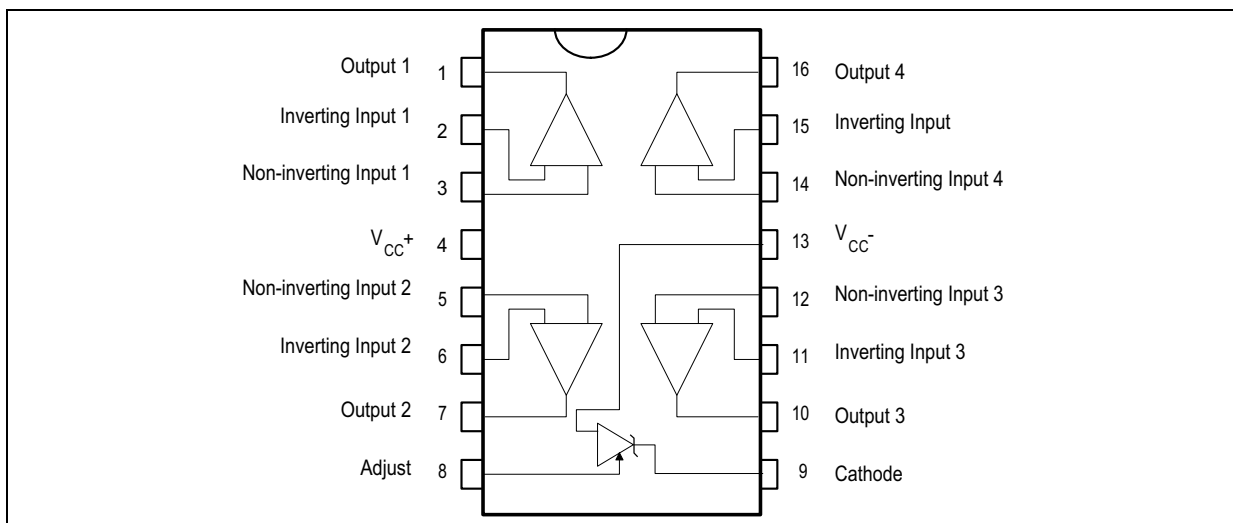 Output 1 1
Inverting Input 1 2
Non-inverting Input 1 3
VCC+ 4
Non-inverting Input 2 5
Inverting Input 2 6
Output 2 7
Adjust 8
16 Output 4
15 Inverting Input
14 Non-inverting Input 4
13 VCC-
12 Non-inverting Input 3
11 Inverting Input 3
10 Output 3
9 Cathode